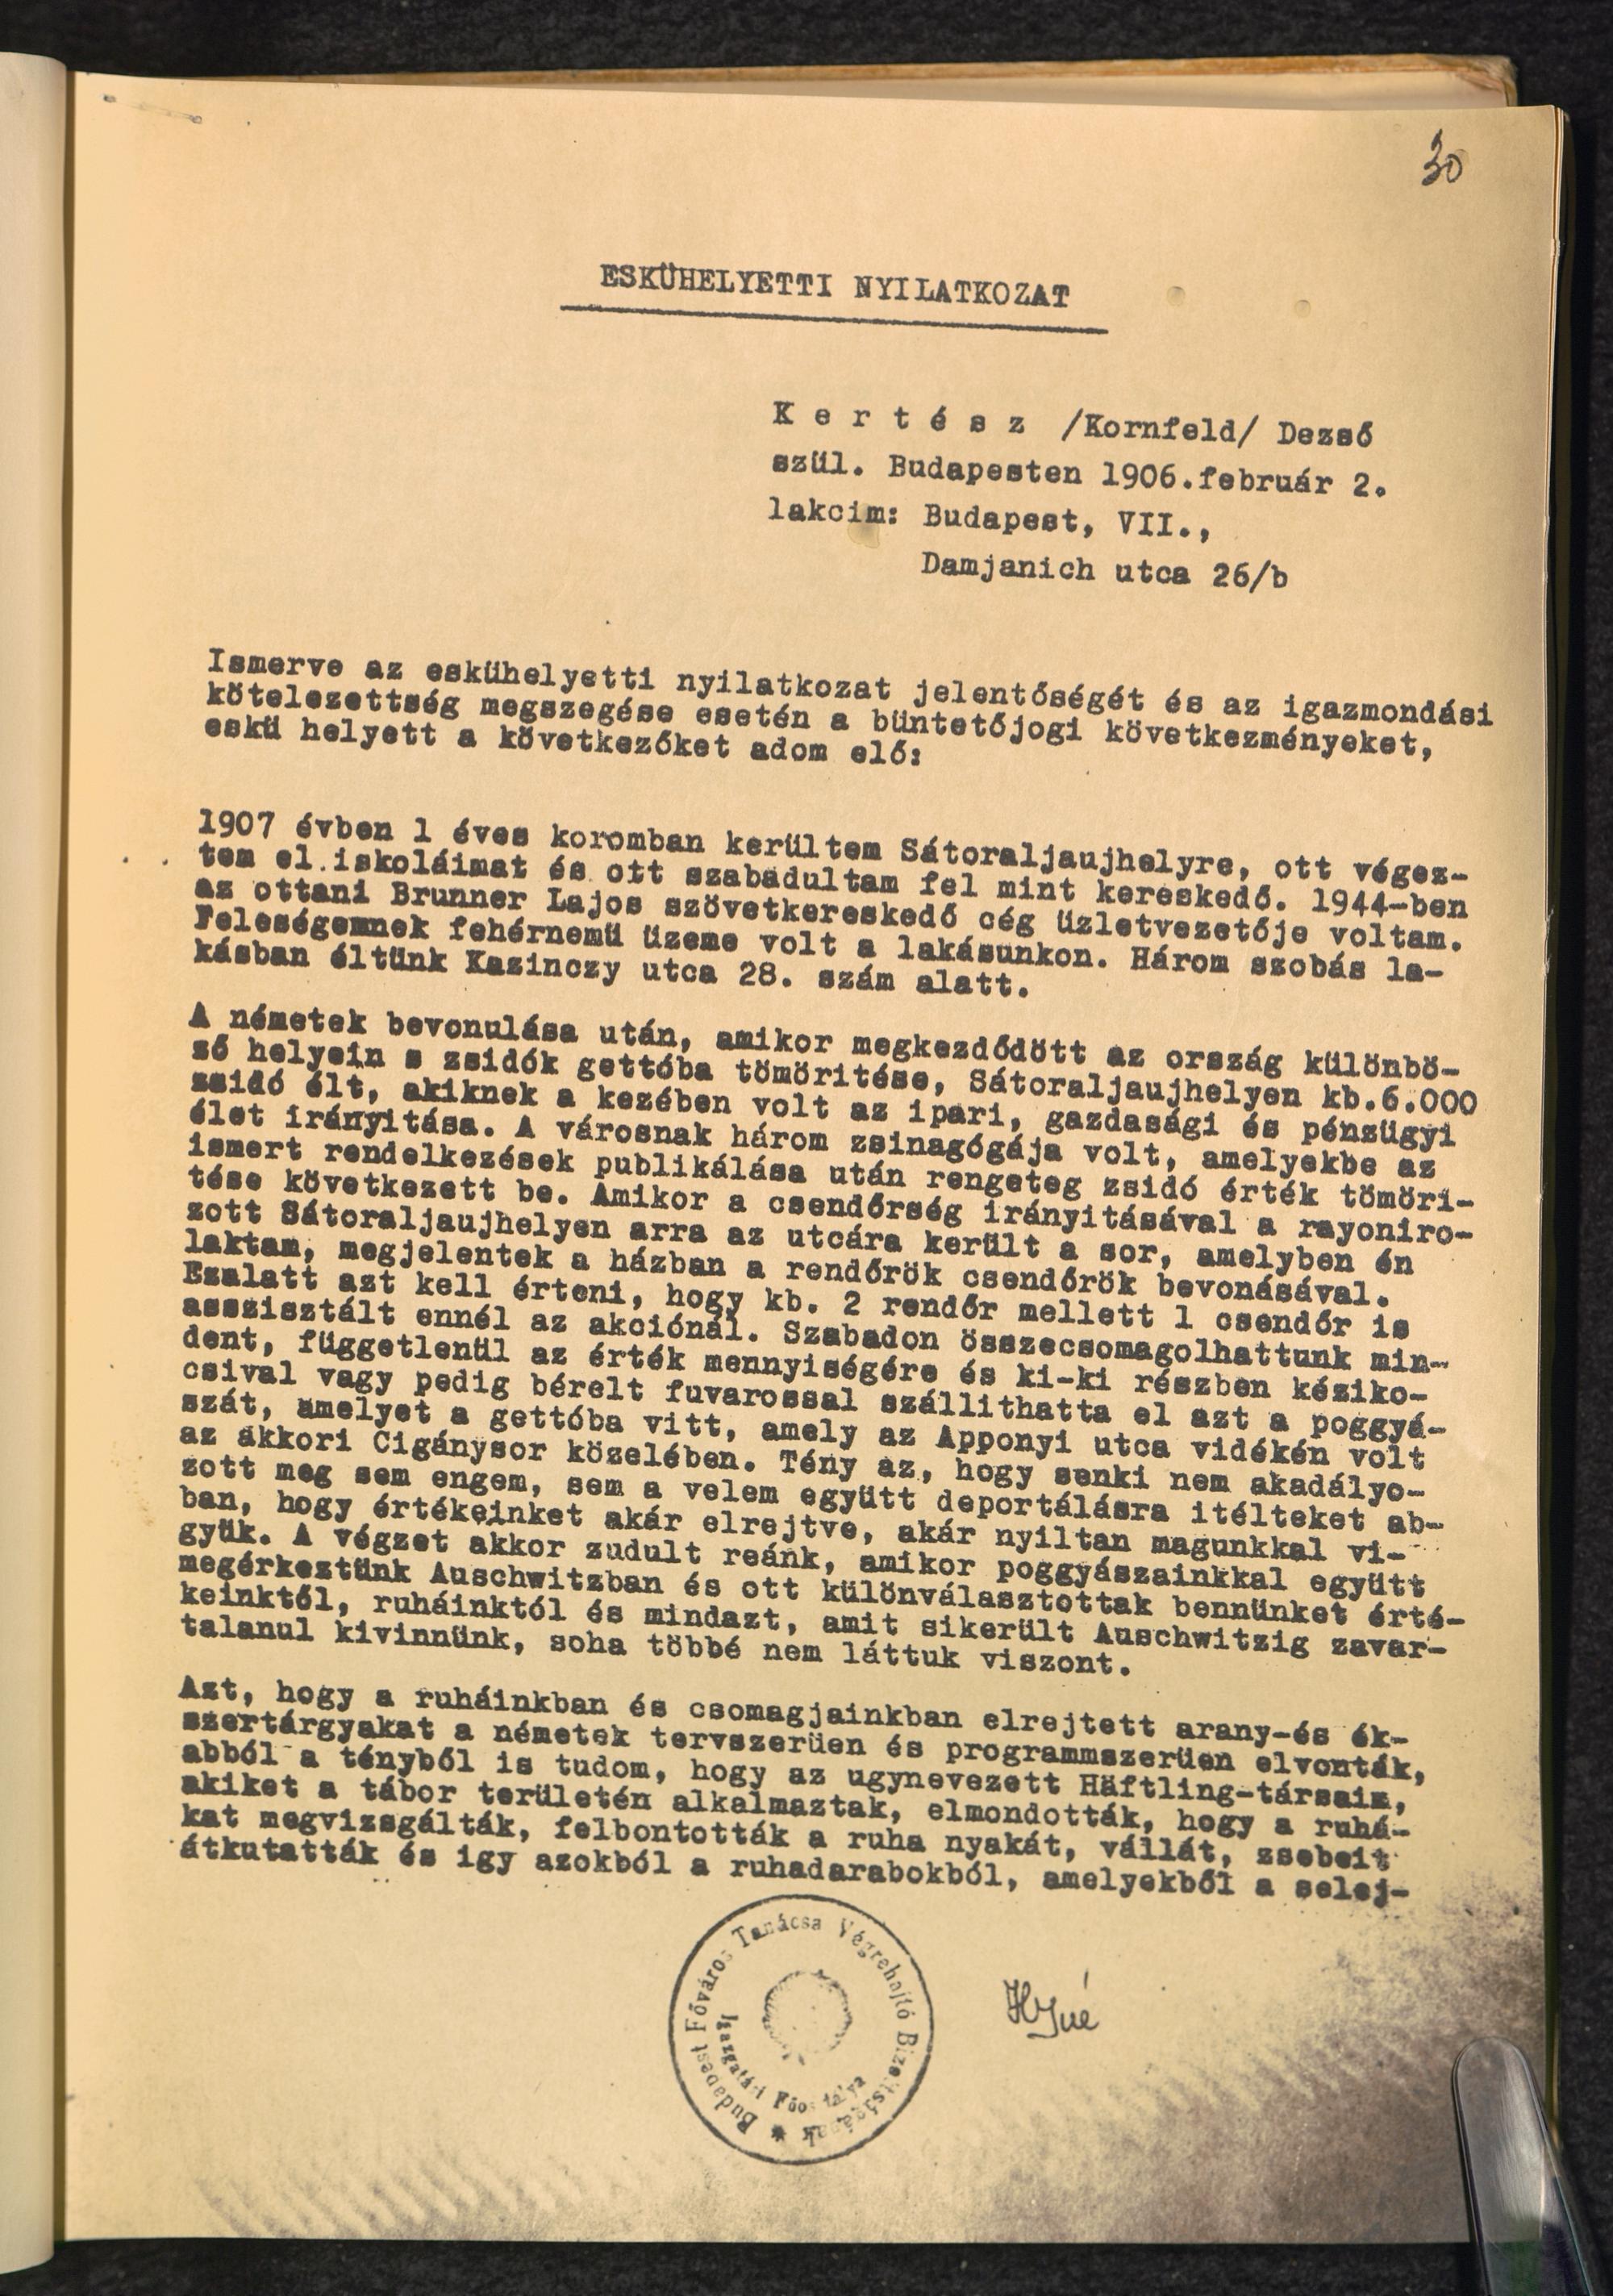 30
ESKÜHELYETTI NYILATKOZAT
K e r t é s z /Kornfeld/ Dezső
szül. Budapesten 1906.február 2.
lakcim: Budapest, VII.,
Damjanich utca 26/b
Ismerve az eskühelyetti nyilatkozat jelentőségét és az igazmondási
kötelezettség megszegése esetén a büntetőjogi következményeket,
eskü helyett a következőket adom elő:
1907 évben 1 éves koromban kerültem Sátoraljaujhelyre, ott végez-
tem el iskoláimat és ott szabadultam fel mint kereskedő. 1944-ben
az ottani Brunner Lajos szövetkereskedő cég üzletvezetője voltam.
Feleségemnek fehérnemü üzeme volt a lakásunkon. Három szobás la-
kásban éltünk Kazinczy utca 28. szám alatt.
A németek bevonulása után, amikor megkezdődött az ország különbö-
ző helyein s zsidók gettóba tömöritése, Sátoraljaujhelyen kb.6.000
zsidó élt, akiknek a kezében volt az ipari, gazdasági és pénzügyi
élet irányitása. A városnak három zsinagógája volt, amelyekbe az
ismert rendelkezések publikálása után rengeteg zsidó érték tömöri-
tése következett be. Amikor a csendőrség irányitásával a rayoniro-
zott Sátoraljaujhelyen arra az utcára került a sor, amelyben én
laktam, megjelentek a házban a rendőrök csendőrök bevonásával.
Ezalatt azt kell érteni, hogy kb. 2 rendőr mellett 1 csendőr is
asszisztált ennél az akciónál. Szabadon összecsomagolhattunk min-
dent, függetlenül az érték mennyiségére és ki-ki részben kéziko-
csival vagy pedig bérelt fuvarossal szállithatta el azt a poggyá-
szát, amelyet a gettóba vitt, amely az Apponyi utca vidékén volt
az akkori Cigánysor közelében. Tény az, hogy senki nem akadályo-
zott meg sem engem, sem a velem együtt deportálásra itélteket ab-
ban, hogy értékeinket akár elrejtve, akár nyiltan magunkkal vi-
gyük. A végzet akkor zudult reánk, amikor poggyászainkkal együtt
megérkeztünk Auschwitzban és ott különválasztottak bennünket érté-
keinktől, ruháinktól és mindazt, amit sikerült Auschwitzig zavar-
talanul kivinnünk, soha többé nem láttuk viszont.
Azt, hogy a ruháinkban és csomagjainkban elrejtett arany-és ék-
szertárgyakat a németek tervszerüen és programmszerüen elvonták,
abból a tényből is tudom, hogy az ugynevezett Häftling-társaim,
akiket a tábor területén alkalmaztak, elmondották, hogy a ruhá-
kat megvizsgálták, felbontották a ruha nyakát, vállát, zsebeit
átkutatták és igy azokból a ruhadarabokból, amelyekből a selej-
Budapest Főváros Tanácsa Végrehajtó Bizottságának
Igazgatási Főosztálya